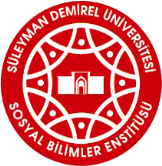 SÜLEYMAN DEMİREL ÜNİVERSİTESİ
SOSYAL BİLİMLER ENSTİTÜSÜ